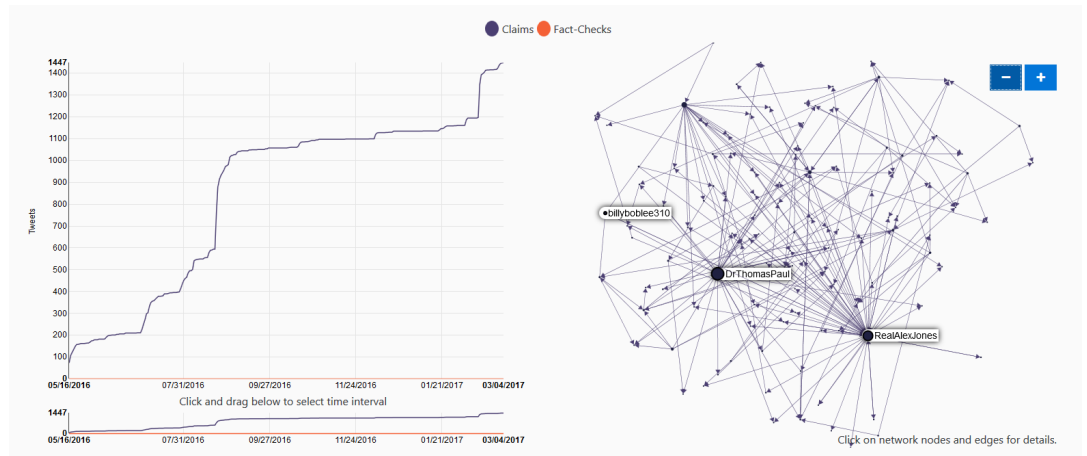 Claims Fact-Checks
1447
1400
1300
1200
1100
1000
900
800
700
600
500
400
300
200
100
0
Tweets
05/16/2016 07/31/2016 09/27/2016 11/24/2016 01/21/2017 03/04/2017
Click and drag below to select time interval
1447
0
05/16/2016 07/31/2016 09/27/2016 11/24/2016 01/21/2017 03/04/2017
− +
billyboblee310
DrThomasPaul
RealAlexJones
Click on network nodes and edges for details.